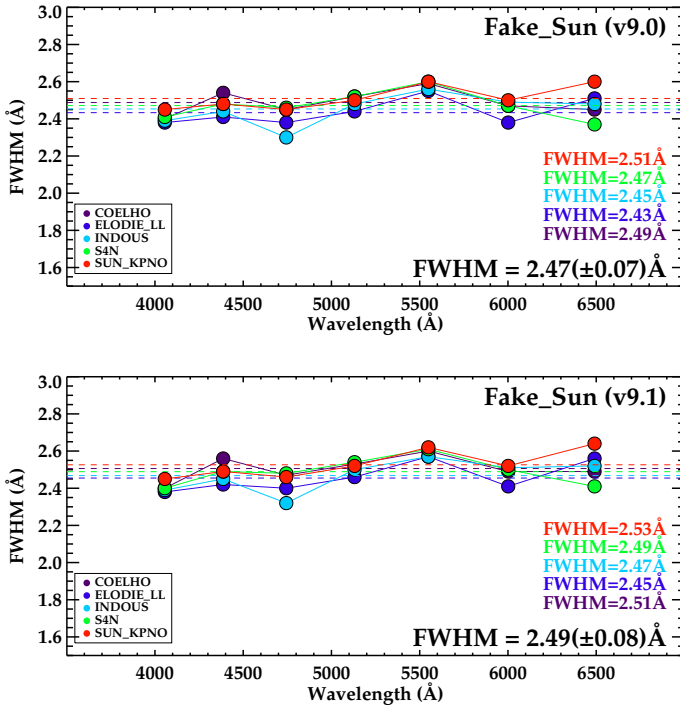 Fake_Sun (v9.0)
3.0
2.8
2.6
2.4
2.2
2.0
1.8
1.6
FWHM (Å)
FWHM=2.51Å
FWHM=2.47Å
FWHM=2.45Å
FWHM=2.43Å
FWHM=2.49Å
COELHO
ELODIE_LL
INDOUS
S4N
SUN_KPNO
FWHM = 2.47(±0.07)Å
4000 4500 5000 5500 6000 6500
Wavelength (Å)
Fake_Sun (v9.1)
3.0
2.8
2.6
2.4
2.2
2.0
1.8
1.6
FWHM (Å)
FWHM=2.53Å
FWHM=2.49Å
FWHM=2.47Å
FWHM=2.45Å
FWHM=2.51Å
COELHO
ELODIE_LL
INDOUS
S4N
SUN_KPNO
FWHM = 2.49(±0.08)Å
4000 4500 5000 5500 6000 6500
Wavelength (Å)